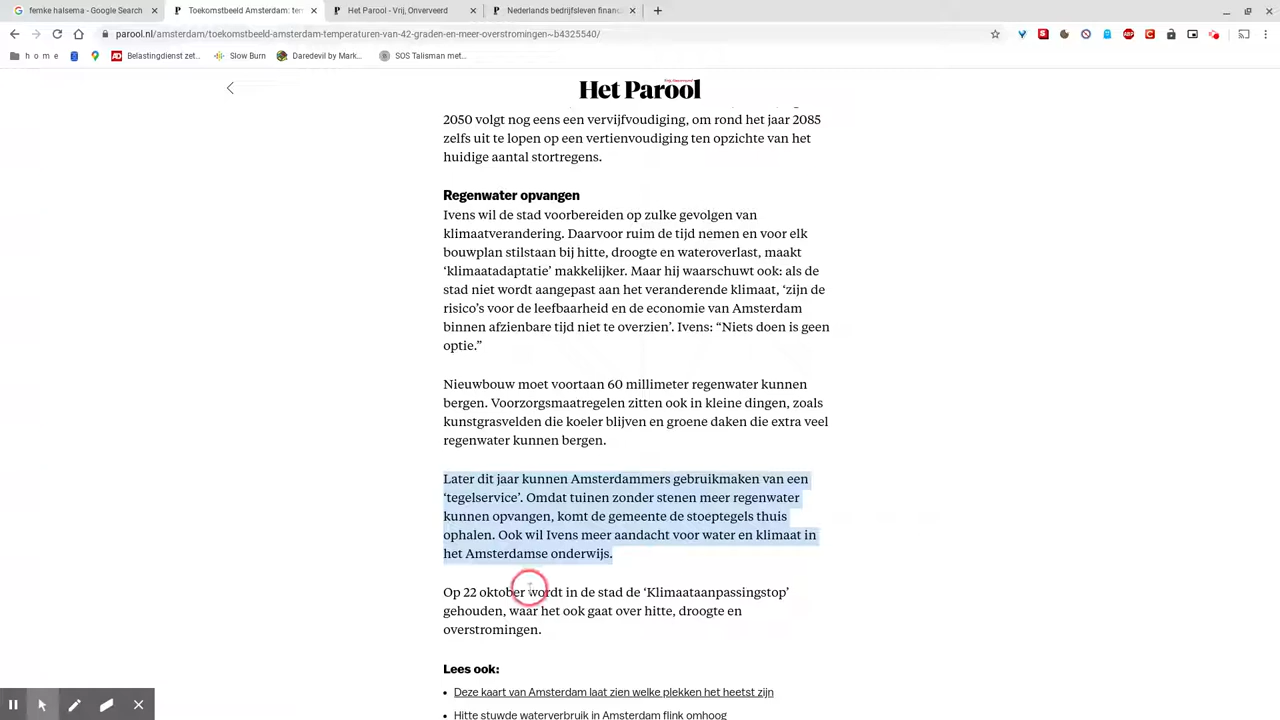 femke halsema - Google Search
Toekomstbeeld Amsterdam: tem
Het Parool - Vrij, Onverveerd
Nederlands bedrijfsleven financ
parool.nl/amsterdam/toekomstbeeld-amsterdam-temperaturen-van-42-graden-en-meer-overstromingen~b4325540/
h o m e
Belastingdienst zet...
Slow Burn
Daredevil by Mark...
SOS Talisman met...
Het Parool
2050 volgt nog eens een vervijfvoudiging, om rond het jaar 2085
zelfs uit te lopen op een vertienvoudiging ten opzichte van het
huidige aantal stortregens.
Regenwater opvangen
Ivens wil de stad voorbereiden op zulke gevolgen van
klimaatverandering. Daarvoor ruim de tijd nemen en voor elk
bouwplan stilstaan bij hitte, droogte en wateroverlast, maakt
‘klimaatadaptatie’ makkelijker. Maar hij waarschuwt ook: als de
stad niet wordt aangepast aan het veranderende klimaat, ‘zijn de
risico’s voor de leefbaarheid en de economie van Amsterdam
binnen afzienbare tijd niet te overzien’. Ivens: “Niets doen is geen
optie.”
Nieuwbouw moet voortaan 60 millimeter regenwater kunnen
bergen. Voorzorgsmaatregelen zitten ook in kleine dingen, zoals
kunstgrasvelden die koeler blijven en groene daken die extra veel
regenwater kunnen bergen.
Later dit jaar kunnen Amsterdammers gebruikmaken van een
‘tegelservice’. Omdat tuinen zonder stenen meer regenwater
kunnen opvangen, komt de gemeente de stoeptegels thuis
ophalen. Ook wil Ivens meer aandacht voor water en klimaat in
het Amsterdamse onderwijs.
Op 22 oktober wordt in de stad de ‘Klimaataanpassingstop’
gehouden, waar het ook gaat over hitte, droogte en
overstromingen.
Lees ook:
• Deze kaart van Amsterdam laat zien welke plekken het heetst zijn
• Hitte stuwde waterverbruik in Amsterdam flink omhoog